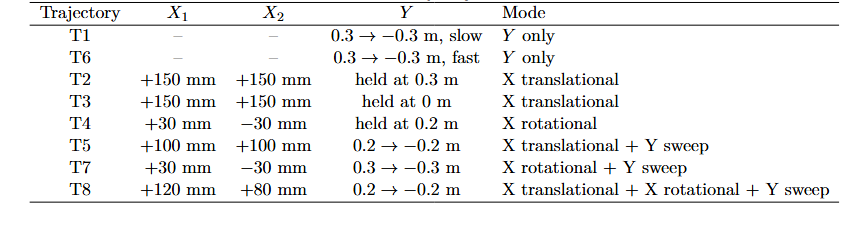 Trajectory X₁ X₂ Y Mode
T1 – – 0.3 → −0.3 m, slow Y only
T6 – – 0.3 → −0.3 m, fast Y only
T2 +150 mm +150 mm held at 0.3 m X translational
T3 +150 mm +150 mm held at 0 m X translational
T4 +30 mm −30 mm held at 0.2 m X rotational
T5 +100 mm +100 mm 0.2 → −0.2 m X translational + Y sweep
T7 +30 mm −30 mm 0.3 → −0.3 m X rotational + Y sweep
T8 +120 mm +80 mm 0.2 → −0.2 m X translational + X rotational + Y sweep